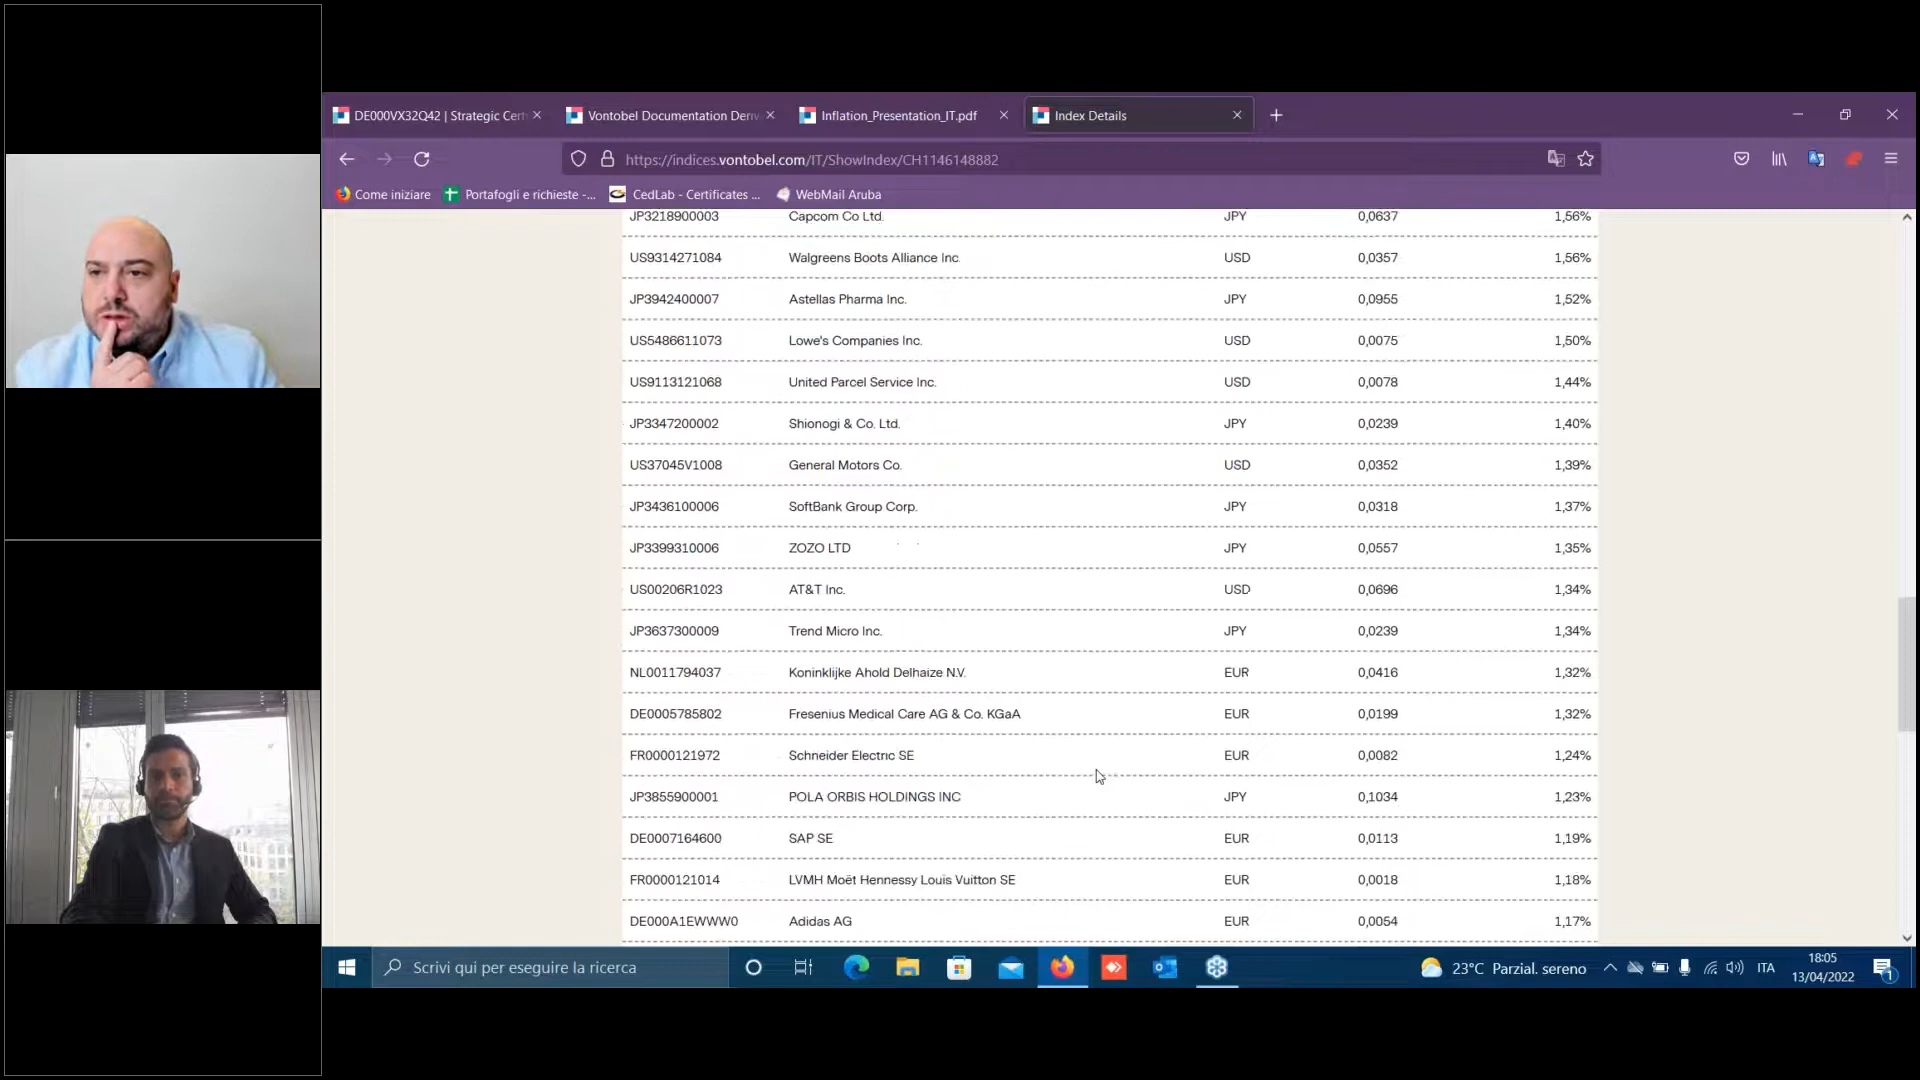 DE000VX32Q42 | Strategic Cert
Vontobel Documentation Deriv
Inflation_Presentation_IT.pdf
Index Details
https://indices.vontobel.com/IT/ShowIndex/CH1146148882
Come iniziare
Portafogli e richieste -...
CedLab - Certificates ...
WebMail Aruba
JP3218900003 Capcom Co Ltd. JPY 0,0637 1,56%
US9314271084 Walgreens Boots Alliance Inc. USD 0,0357 1,56%
JP3942400007 Astellas Pharma Inc. JPY 0,0955 1,52%
US5486611073 Lowe's Companies Inc. USD 0,0075 1,50%
US9113121068 United Parcel Service Inc. USD 0,0078 1,44%
JP3347200002 Shionogi & Co. Ltd. JPY 0,0239 1,40%
US37045V1008 General Motors Co. USD 0,0352 1,39%
JP3436100006 SoftBank Group Corp. JPY 0,0318 1,37%
JP3399310006 ZOZO LTD JPY 0,0557 1,35%
US00206R1023 AT&T Inc. USD 0,0696 1,34%
JP3637300009 Trend Micro Inc. JPY 0,0239 1,34%
NL0011794037 Koninklijke Ahold Delhaize N.V. EUR 0,0416 1,32%
DE0005785802 Fresenius Medical Care AG & Co. KGaA EUR 0,0199 1,32%
FR0000121972 Schneider Electric SE EUR 0,0082 1,24%
JP3855900001 POLA ORBIS HOLDINGS INC JPY 0,1034 1,23%
DE0007164600 SAP SE EUR 0,0113 1,19%
FR0000121014 LVMH Moët Hennessy Louis Vuitton SE EUR 0,0018 1,18%
DE000A1EWWW0 Adidas AG EUR 0,0054 1,17%
Scrivi qui per eseguire la ricerca
23°C Parzial. sereno
ITA
18:05
13/04/2022
1